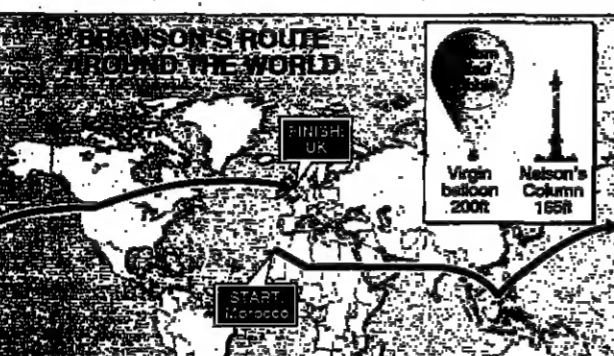 BRANSON'S ROUTE
AROUND THE WORLD
FINISH:
UK
START:
Morocco
Virgin
balloon
200ft
Nelson's
Column
165ft